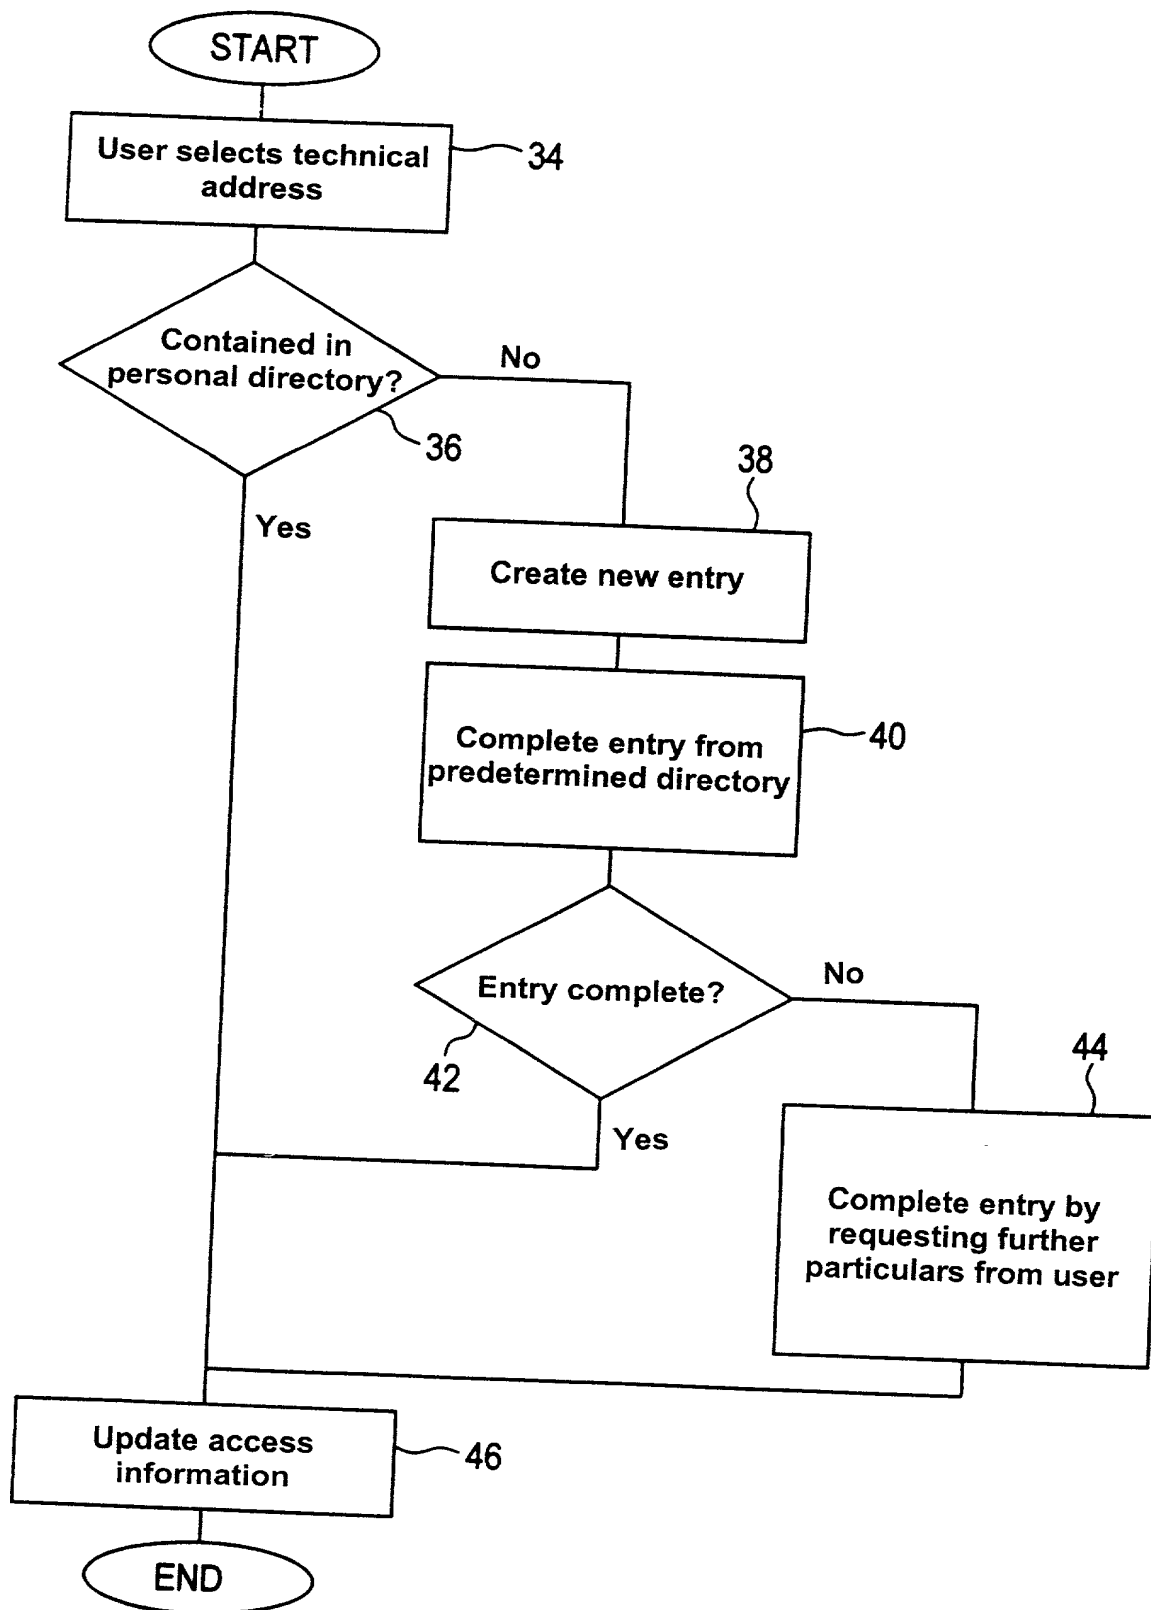 START
User selects technical
address
34
Contained in
personal directory?
No
36
Yes
38
Create new entry
Complete entry from
predetermined directory
40
Entry complete?
No
42
Yes
44
Complete entry by
requesting further
particulars from user
Update access
information
46
END